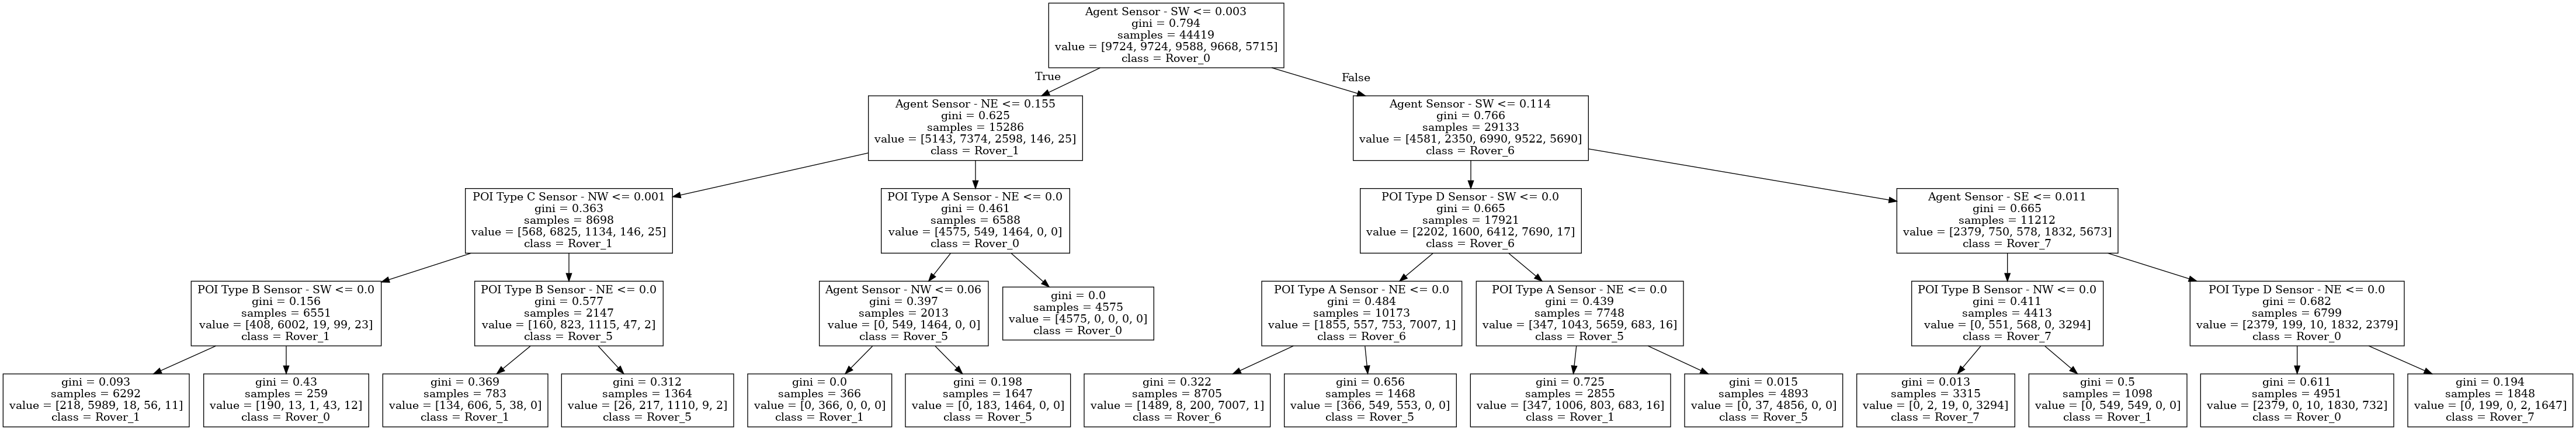 Agent Sensor - SW <= 0.003
gini = 0.794
samples = 44419
value = [9724, 9724, 9588, 9668, 5715]
class = Rover_0
True
False
Agent Sensor - NE <= 0.155
gini = 0.625
samples = 15286
value = [5143, 7374, 2598, 146, 25]
class = Rover_1
Agent Sensor - SW <= 0.114
gini = 0.766
samples = 29133
value = [4581, 2350, 6990, 9522, 5690]
class = Rover_6
POI Type C Sensor - NW <= 0.001
gini = 0.363
samples = 8698
value = [568, 6825, 1134, 146, 25]
class = Rover_1
POI Type A Sensor - NE <= 0.0
gini = 0.461
samples = 6588
value = [4575, 549, 1464, 0, 0]
class = Rover_0
POI Type D Sensor - SW <= 0.0
gini = 0.665
samples = 17921
value = [2202, 1600, 6412, 7690, 17]
class = Rover_6
Agent Sensor - SE <= 0.011
gini = 0.665
samples = 11212
value = [2379, 750, 578, 1832, 5673]
class = Rover_7
POI Type B Sensor - SW <= 0.0
gini = 0.156
samples = 6551
value = [408, 6002, 19, 99, 23]
class = Rover_1
POI Type B Sensor - NE <= 0.0
gini = 0.577
samples = 2147
value = [160, 823, 1115, 47, 2]
class = Rover_5
Agent Sensor - NW <= 0.06
gini = 0.397
samples = 2013
value = [0, 549, 1464, 0, 0]
class = Rover_5
gini = 0.0
samples = 4575
value = [4575, 0, 0, 0, 0]
class = Rover_0
POI Type A Sensor - NE <= 0.0
gini = 0.484
samples = 10173
value = [1855, 557, 753, 7007, 1]
class = Rover_6
POI Type A Sensor - NE <= 0.0
gini = 0.439
samples = 7748
value = [347, 1043, 5659, 683, 16]
class = Rover_5
POI Type B Sensor - NW <= 0.0
gini = 0.411
samples = 4413
value = [0, 551, 568, 0, 3294]
class = Rover_7
POI Type D Sensor - NE <= 0.0
gini = 0.682
samples = 6799
value = [2379, 199, 10, 1832, 2379]
class = Rover_0
gini = 0.093
samples = 6292
value = [218, 5989, 18, 56, 11]
class = Rover_1
gini = 0.43
samples = 259
value = [190, 13, 1, 43, 12]
class = Rover_0
gini = 0.369
samples = 783
value = [134, 606, 5, 38, 0]
class = Rover_1
gini = 0.312
samples = 1364
value = [26, 217, 1110, 9, 2]
class = Rover_5
gini = 0.0
samples = 366
value = [0, 366, 0, 0, 0]
class = Rover_1
gini = 0.198
samples = 1647
value = [0, 183, 1464, 0, 0]
class = Rover_5
gini = 0.322
samples = 8705
value = [1489, 8, 200, 7007, 1]
class = Rover_6
gini = 0.656
samples = 1468
value = [366, 549, 553, 0, 0]
class = Rover_5
gini = 0.725
samples = 2855
value = [347, 1006, 803, 683, 16]
class = Rover_1
gini = 0.015
samples = 4893
value = [0, 37, 4856, 0, 0]
class = Rover_5
gini = 0.013
samples = 3315
value = [0, 2, 19, 0, 3294]
class = Rover_7
gini = 0.5
samples = 1098
value = [0, 549, 549, 0, 0]
class = Rover_1
gini = 0.611
samples = 4951
value = [2379, 0, 10, 1830, 732]
class = Rover_0
gini = 0.194
samples = 1848
value = [0, 199, 0, 2, 1647]
class = Rover_7